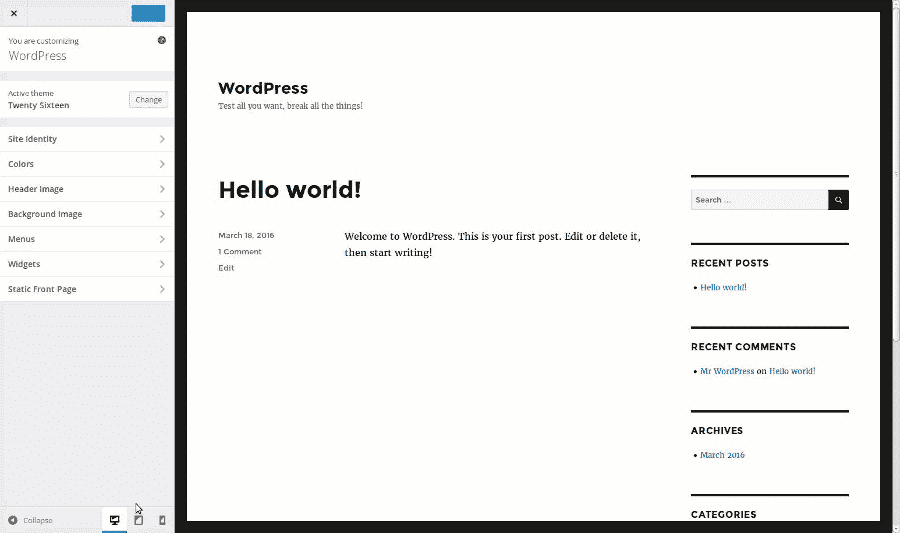 You are customizing
WordPress
Active theme
Twenty Sixteen
Change
Site Identity
Colors
Header Image
Background Image
Menus
Widgets
Static Front Page
Collapse
WordPress
Test all you want, break all the things!
Hello world!
March 18, 2016
1 Comment
Edit
Welcome to WordPress. This is your first post. Edit or delete it,
then start writing!
Search ...
RECENT POSTS
Hello world!
RECENT COMMENTS
Mr WordPress on Hello world!
ARCHIVES
March 2016
CATEGORIES